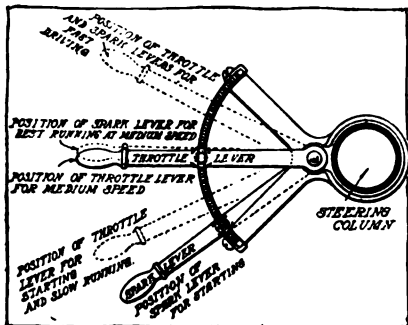 POSITION OF THROTTLE
AND SPARK LEVERS FOR
FAST
DRIVING
POSITION OF SPARK LEVER FOR
BEST RUNNING AT MEDIUM SPEED
THROTTLE LEVER
POSITION OF THROTTLE LEVER
FOR MEDIUM SPEED
STEERING
COLUMN
POSITION OF THROTTLE
LEVER FOR
STARTING
AND SLOW RUNNING.
SPARK LEVER
POSITION OF
SPARK LEVER
FOR STARTING